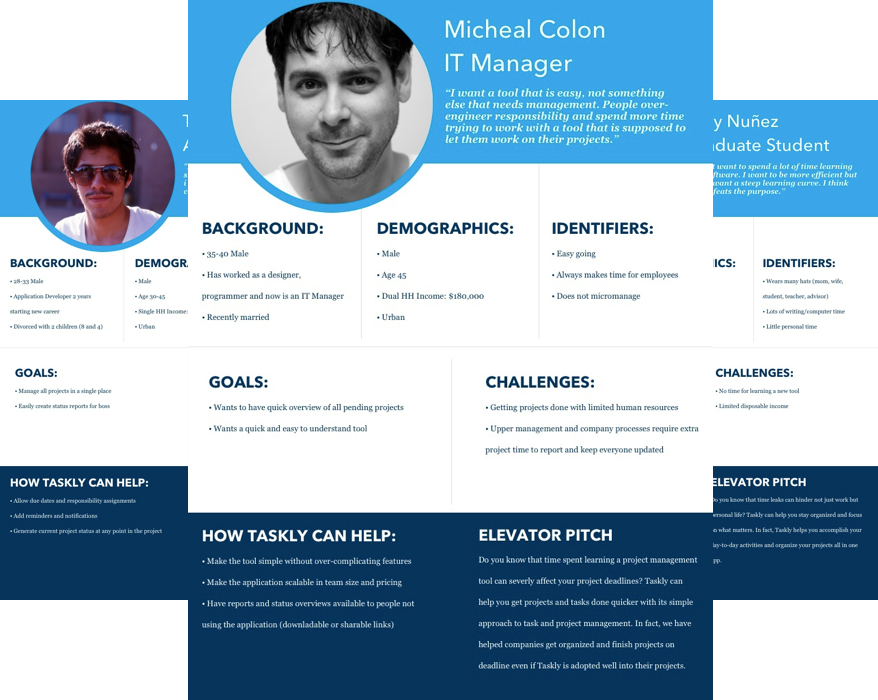 Micheal Colon
IT Manager
“I want a tool that is easy, not something
else that needs management. People over-
engineer responsibility and spend more time
trying to work with a tool that is supposed to
let them work on their projects.”
BACKGROUND:
• 35-40 Male
• Has worked as a designer,
programmer and now is an IT Manager
• Recently married
DEMOGRAPHICS:
• Male
• Age 45
• Dual HH Income: $180,000
• Urban
IDENTIFIERS:
• Easy going
• Always makes time for employees
• Does not micromanage
GOALS:
• Wants to have quick overview of all pending projects
• Wants a quick and easy to understand tool
CHALLENGES:
• Getting projects done with limited human resources
• Upper management and company processes require extra
project time to report and keep everyone updated
HOW TASKLY CAN HELP:
• Make the tool simple without over-complicating features
• Make the application scalable in team size and pricing
• Have reports and status overviews available to people not
using the application (downladable or sharable links)
ELEVATOR PITCH
Do you know that time spent learning a project management
tool can severly affect your project deadlines? Taskly can
help you get projects and tasks done quicker with its simple
approach to task and project management. In fact, we have
helped companies get organized and finish projects on
deadline even if Taskly is adopted well into their projects.
BACKGROUND:
• 28-33 Male
• Application Developer 2 years
starting new career
• Divorced with 2 children (8 and 4)
DEMOGR
• Male
• Age 30-45
• Single HH Income:
• Urban
GOALS:
• Manage all projects in a single place
• Easily create status reports for boss
HOW TASKLY CAN HELP:
• Allow due dates and responsibility assignments
• Add reminders and notifications
• Generate current project status at any point in the project
y Nuñez
duate Student
want to spend a lot of time learning
ftware. I want to be more efficient but
want a steep learning curve. I think
feats the purpose.”
ICS:
IDENTIFIERS:
• Wears many hats (mom, wife,
student, teacher, advisor)
• Lots of writing/computer time
• Little personal time
CHALLENGES:
• No time for learning a new tool
• Limited disposable income
ELEVATOR PITCH
Do you know that time leaks can hinder not just work but
ersonal life? Taskly can help you stay organized and focus
n what matters. In fact, Taskly helps you accomplish your
ay-to-day activities and organize your projects all in one
pp.